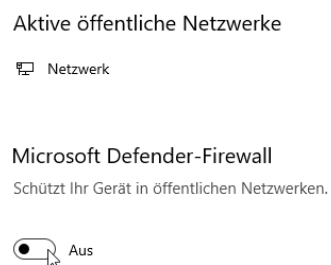 Aktive öffentliche Netzwerke
Netzwerk
Microsoft Defender-Firewall
Schützt Ihr Gerät in öffentlichen Netzwerken.
Aus